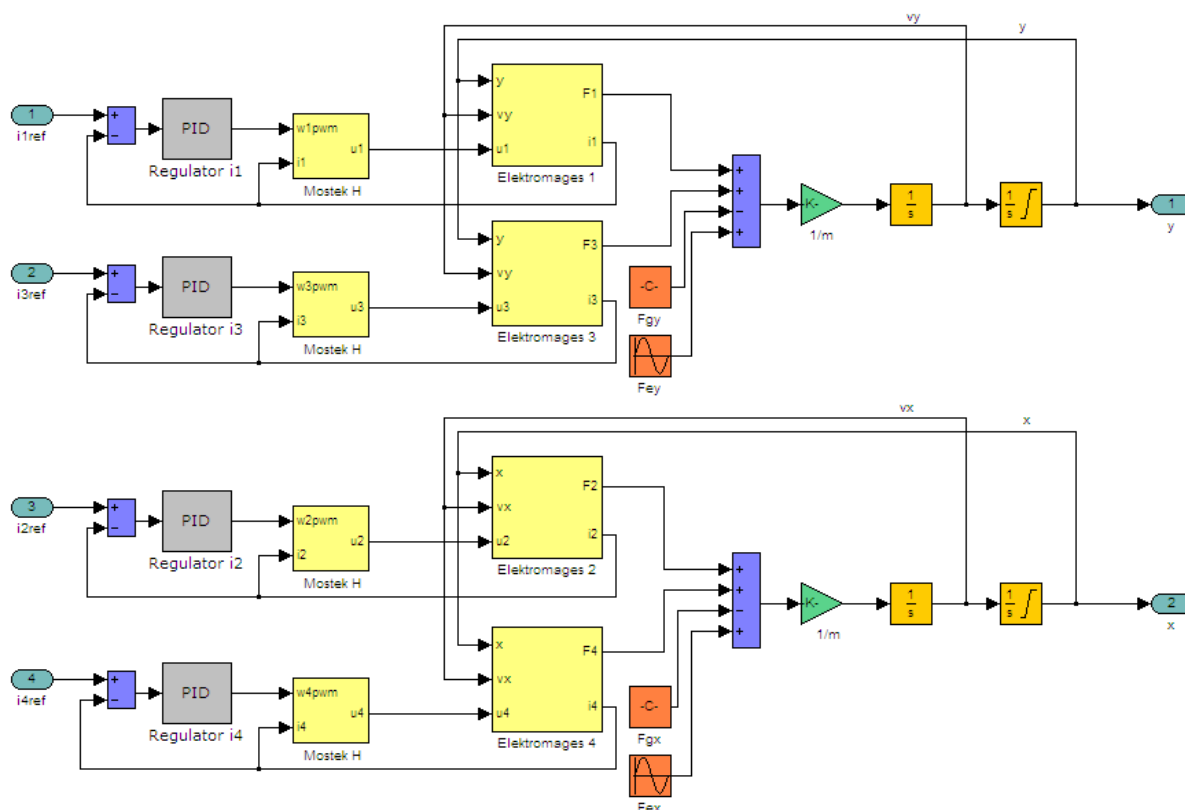 vy
y
1
i1ref
+
−
PID
Regulator i1
w1pwm
i1
u1
Mostek H
y
vy
u1
F1
i1
Elektromages 1
2
i3ref
+
−
PID
Regulator i3
w3pwm
i3
u3
Mostek H
y
vy
u3
F3
i3
Elektromages 3
-C-
Fgy
Fey
+
+
−
+
K-
1/m
1
s
1
s
1
y
vx
x
3
i2ref
+
−
PID
Regulator i2
w2pwm
i2
u2
Mostek H
x
vx
u2
F2
i2
Elektromages 2
4
i4ref
+
−
PID
Regulator i4
w4pwm
i4
u4
Mostek H
x
vx
u4
F4
i4
Elektromages 4
-C-
Fgx
Fex
+
+
−
+
K-
1/m
1
s
1
s
2
x